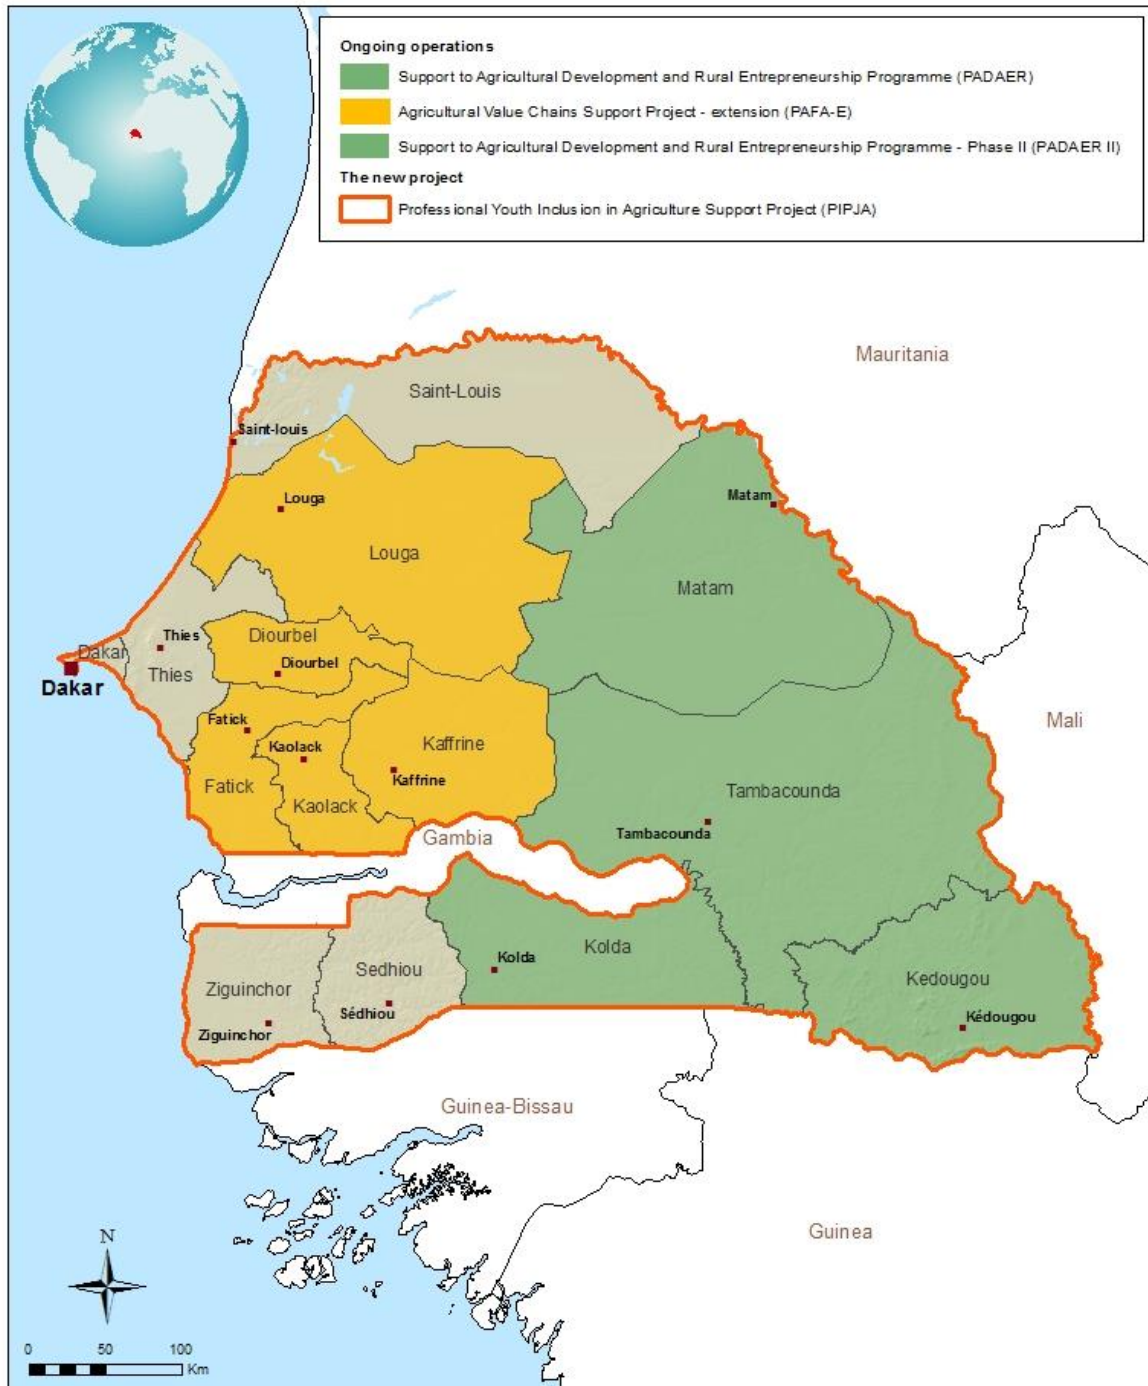 Ongoing operations
Support to Agricultural Development and Rural Entrepreneurship Programme (PADAER)
Agricultural Value Chains Support Project - extension (PAFA-E)
Support to Agricultural Development and Rural Entrepreneurship Programme - Phase II (PADAER II)
The new project
Professional Youth Inclusion in Agriculture Support Project (PIPJA)
Mauritania
Saint-Louis
Saint-louis
Louga
Matam
Louga
Matam
Diourbel
Thies
Dakar
Diourbel
Thies
Dakar
Fatick
Mali
Kaolack
Kaffrine
Kaffrine
Fatick
Tambacounda
Kaolack
Tambacounda
Gambia
Kolda
Kolda
Sedhiou
Kedougou
Ziguinchor
Sédhiou
Kédougou
Ziguinchor
Guinea-Bissau
Guinea
N
0 50 100
Km